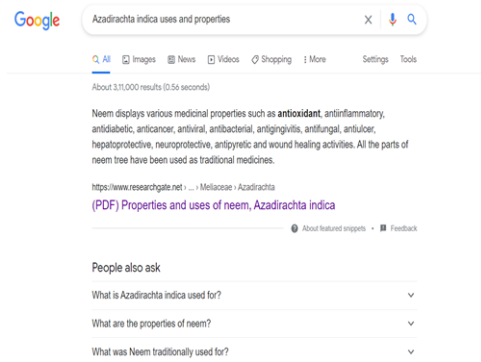 Google
Azadirachta indica uses and properties
All Images News Videos Shopping More Settings Tools
About 3,11,000 results (0.56 seconds)
Neem displays various medicinal properties such as antioxidant, antiinflammatory,
antidiabetic, anticancer, antiviral, antibacterial, antigingivitis, antifungal, antiulcer,
hepatoprotective, neuroprotective, antipyretic and wound healing activities. All the parts of
neem tree have been used as traditional medicines.
https://www.researchgate.net › ... › Meliaceae › Azadirachta
(PDF) Properties and uses of neem, Azadirachta indica
About featured snippets • Feedback
People also ask
What is Azadirachta indica used for?
What are the properties of neem?
What was Neem traditionally used for?